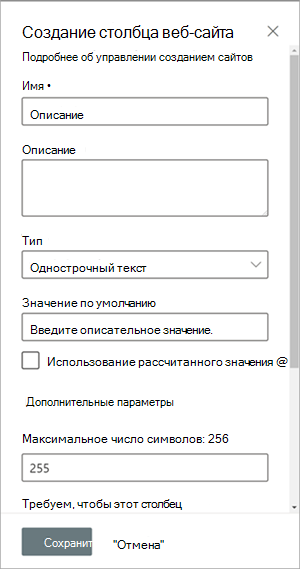 Создание столбца веб-сайта
Подробнее об управлении созданием сайтов
Имя •
Описание
Описание
Тип
Однострочный текст
Значение по умолчанию
Введите описательное значение.
Использование рассчитанного значения @
Дополнительные параметры
Максимальное число символов: 256
255
Требуем, чтобы этот столбец
Сохранит
"Отмена"